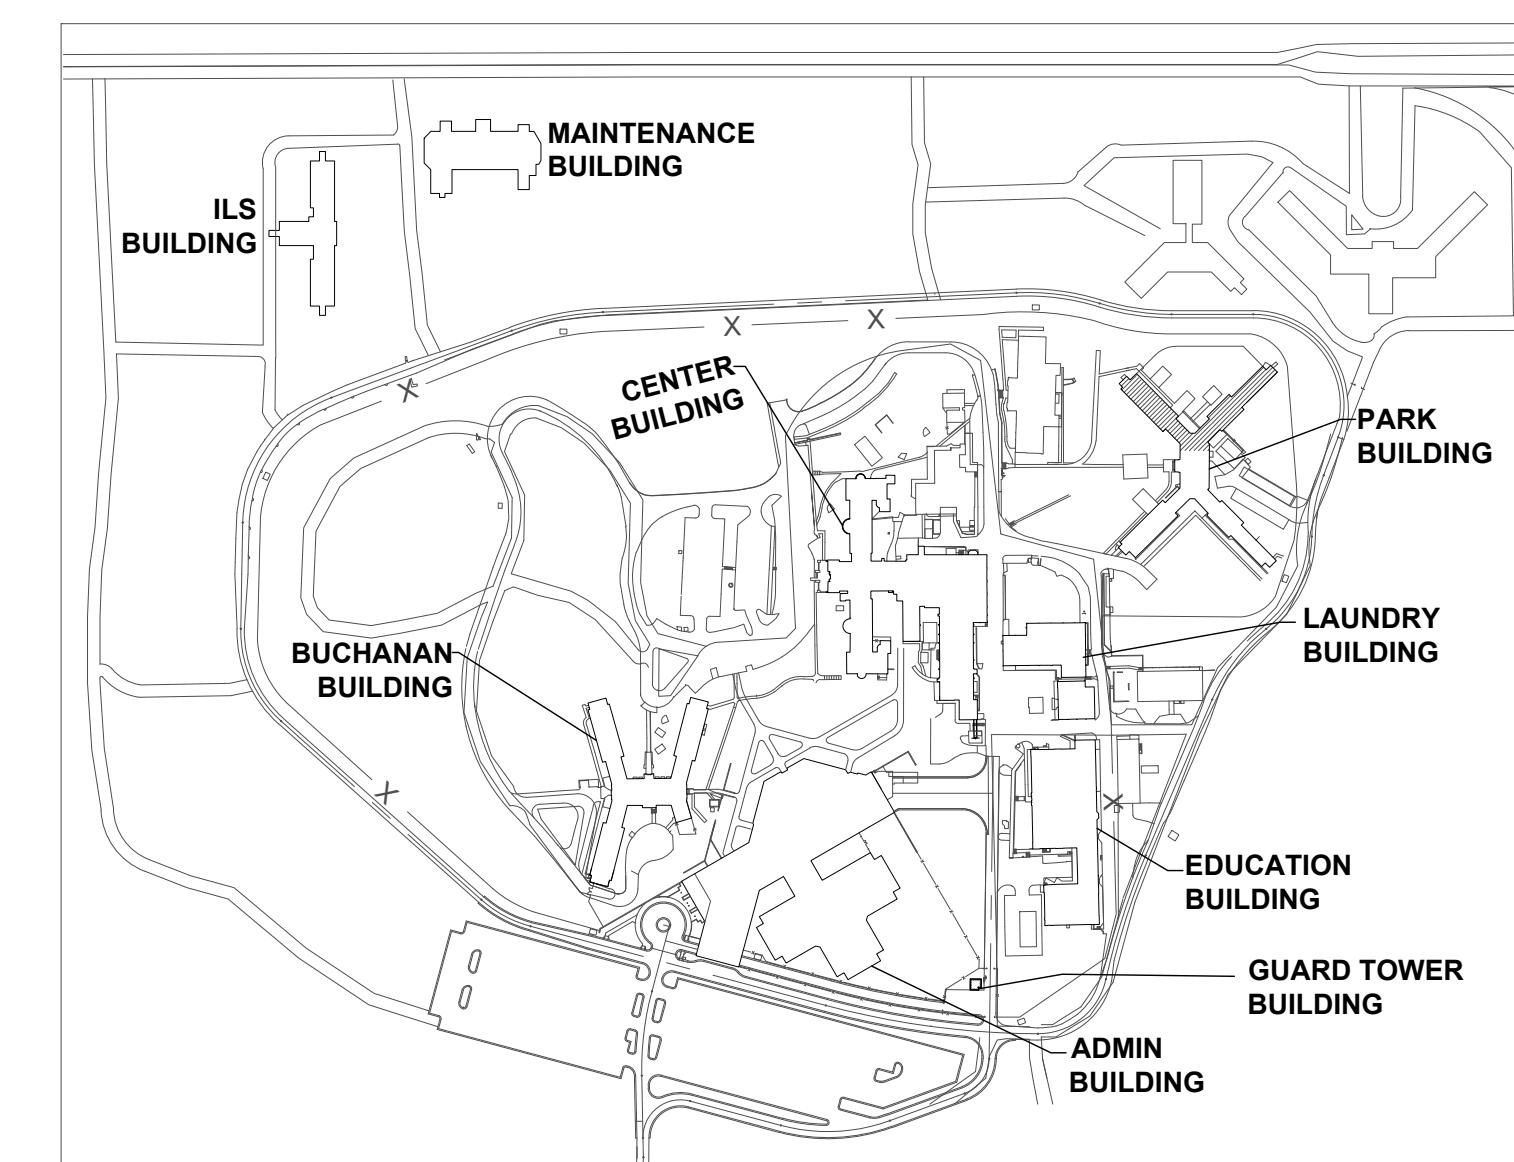 MAINTENANCE
BUILDING
ILS
BUILDING
X
X
X
CENTER
BUILDING
PARK
BUILDING
LAUNDRY
BUILDING
BUCHANAN
BUILDING
X
X
EDUCATION
BUILDING
GUARD TOWER
BUILDING
ADMIN
BUILDING